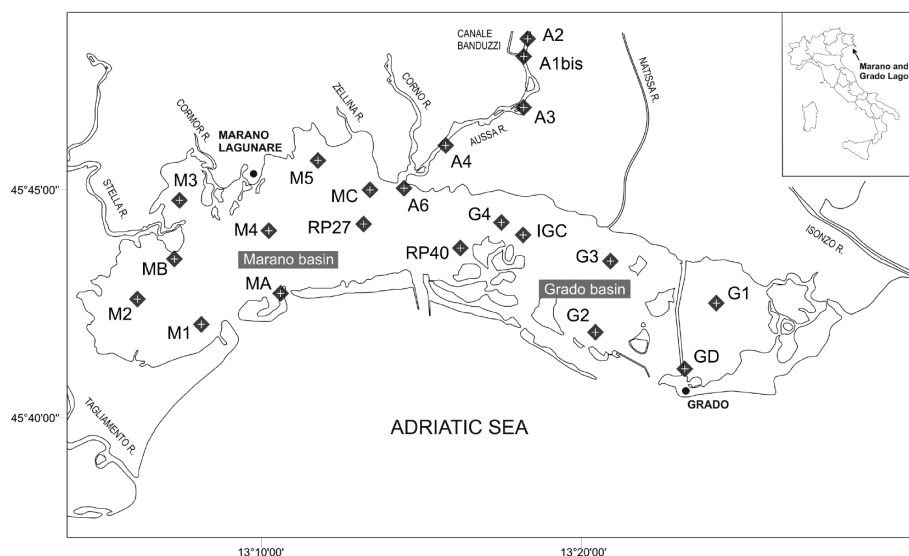 CANALE
BANDUZZI
A2
A1bis
NATISSA R.
Marano and
Grado Lago
CORMOR R.
ZELLINA R.
CORNO R.
A3
AUSSA R.
MARANO
LAGUNARE
A4
STELLA R.
M3
M5
45°45'00"
MC
A6
G4
ISONZO R.
M4
RP27
IGC
RP40
MB
Marano basin
G3
MA
Grado basin
M2
G1
M1
G2
GD
GRADO
45°40'00"
TAGLIAMENTO R.
ADRIATIC SEA
13°10'00"
13°20'00"